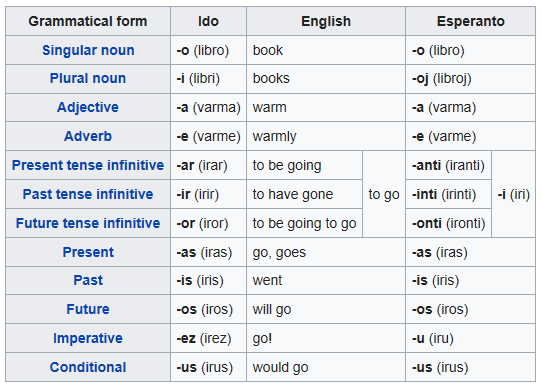 Grammatical form Ido English Esperanto
Singular noun -o (libro) book -o (libro)
Plural noun -i (libri) books -oj (libroj)
Adjective -a (varma) warm -a (varma)
Adverb -e (varme) warmly -e (varme)
Present tense infinitive -ar (irar) to be going -anti (iranti)
Past tense infinitive -ir (irir) to have gone to go -inti (irinti) -i (iri)
Future tense infinitive -or (iror) to be going to go -onti (ironti)
Present -as (iras) go, goes -as (iras)
Past -is (iris) went -is (iris)
Future -os (iros) will go -os (iros)
Imperative -ez (irez) go! -u (iru)
Conditional -us (irus) would go -us (irus)